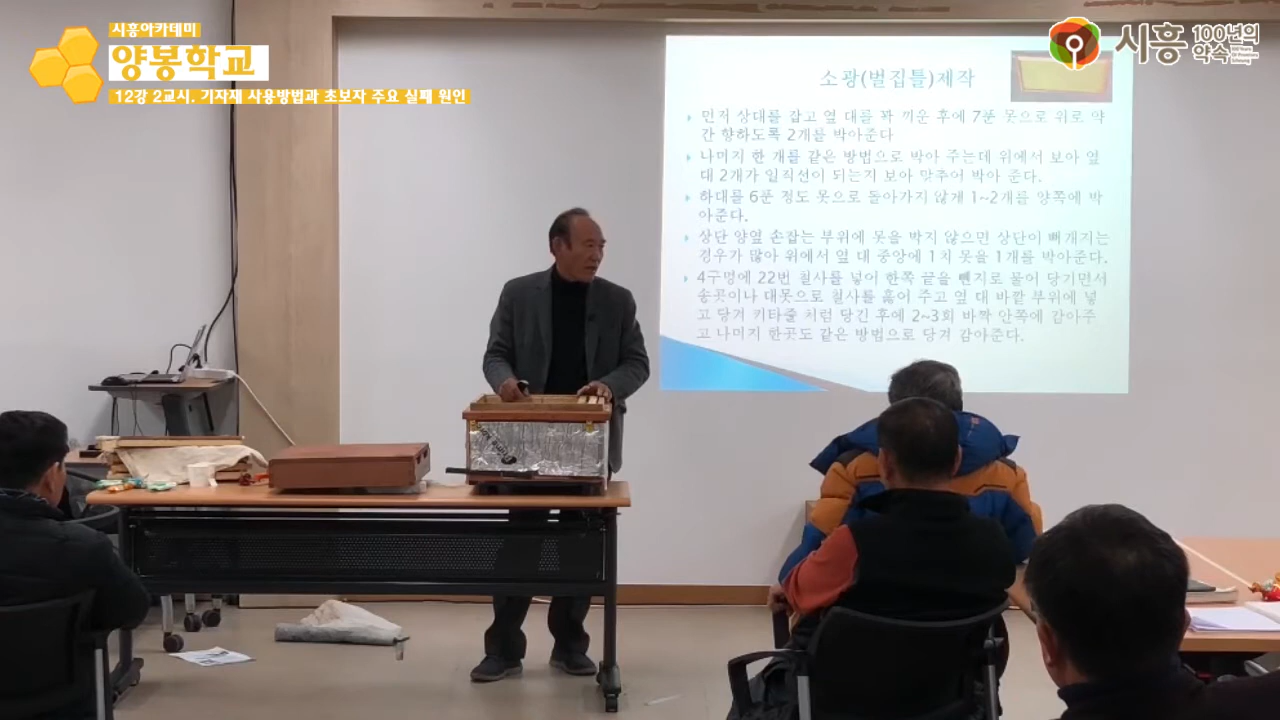 시흥아카데미
양봉학교
12강 2교시. 기자재 사용방법과 초보자 주요 실패 원인
시흥 100년의 약속
소광(벌집틀)제작
먼저 상대를 잡고 옆 대를 꽉 끼운 후에 7푼 못으로 위로 약
간 향하도록 2개를 박아준다
나머지 한 개를 같은 방법으로 박아 주는데 위에서 보아 옆
대 2개가 일직선이 되는지 보아 맞추어 박아 준다.
하대를 6푼 정도 못으로 돌아가지 않게 1~2개를 양쪽에 박
아준다.
상단 양옆 손잡는 부위에 못을 박지 않으면 상단이 빠개지는
경우가 많아 위에서 옆 대 중앙에 1치 못을 1개를 박아준다.
4구멍에 22번 철사를 넣어 한쪽 끝을 뺀지로 물어 당기면서
송곳이나 대못으로 철사를 훑어 주고 옆 대 바깥 부위에 넣
고 당겨 키타줄 처럼 당긴 후에 2~3회 바짝 안쪽에 감아주
고 나머지 한곳도 같은 방법으로 당겨 감아준다.